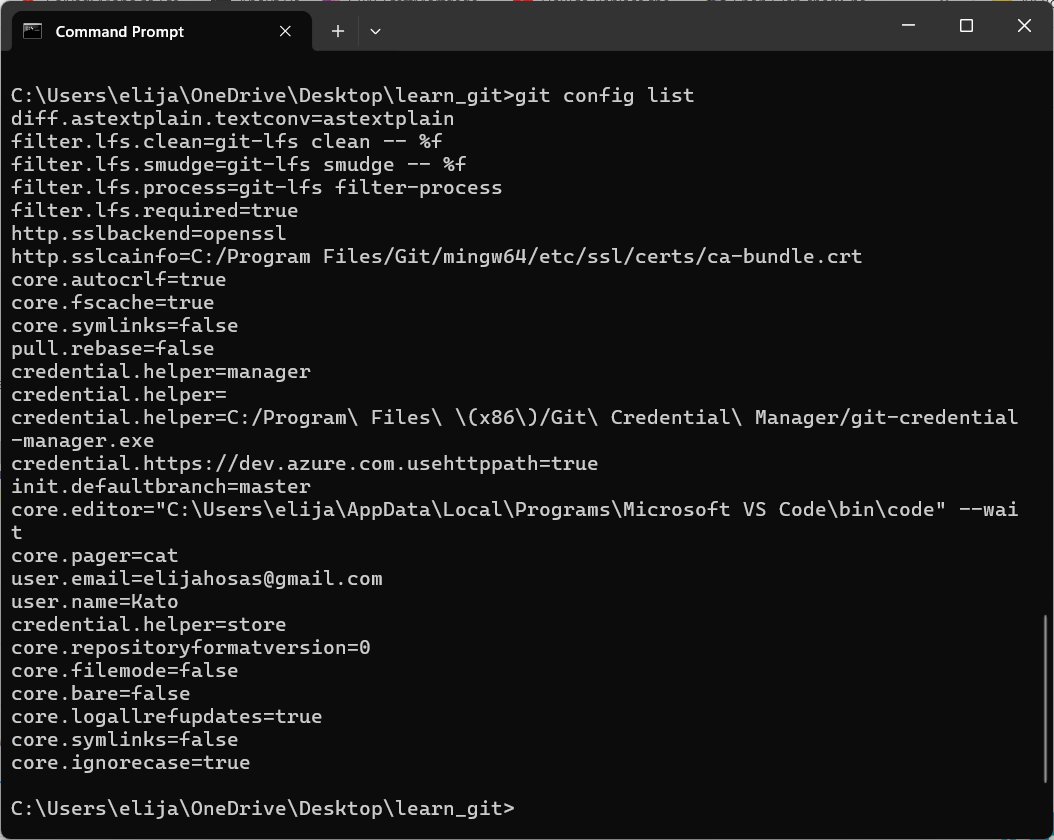 Command Prompt
C:\Users\elija\OneDrive\Desktop\learn_git>git config list
diff.astextplain.textconv=astextplain
filter.lfs.clean=git-lfs clean -- %f
filter.lfs.smudge=git-lfs smudge -- %f
filter.lfs.process=git-lfs filter-process
filter.lfs.required=true
http.sslbackend=openssl
http.sslcainfo=C:/Program Files/Git/mingw64/etc/ssl/certs/ca-bundle.crt
core.autocrlf=true
core.fscache=true
core.symlinks=false
pull.rebase=false
credential.helper=manager
credential.helper=
credential.helper=C:/Program\ Files\ \(x86\)/Git\ Credential\ Manager/git-credential
-manager.exe
credential.https://dev.azure.com.usehttppath=true
init.defaultbranch=master
core.editor="C:\Users\elija\AppData\Local\Programs\Microsoft VS Code\bin\code" --wai
t
core.pager=cat
user.email=elijahosas@gmail.com
user.name=Kato
credential.helper=store
core.repositoryformatversion=0
core.filemode=false
core.bare=false
core.logallrefupdates=true
core.symlinks=false
core.ignorecase=true
C:\Users\elija\OneDrive\Desktop\learn_git>